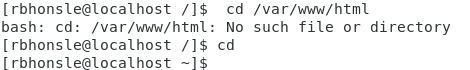 [rbhonsle@localhost /]$  cd /var/www/html
bash: cd: /var/www/html: No such file or directory
[rbhonsle@localhost /]$ cd
[rbhonsle@localhost ~]$